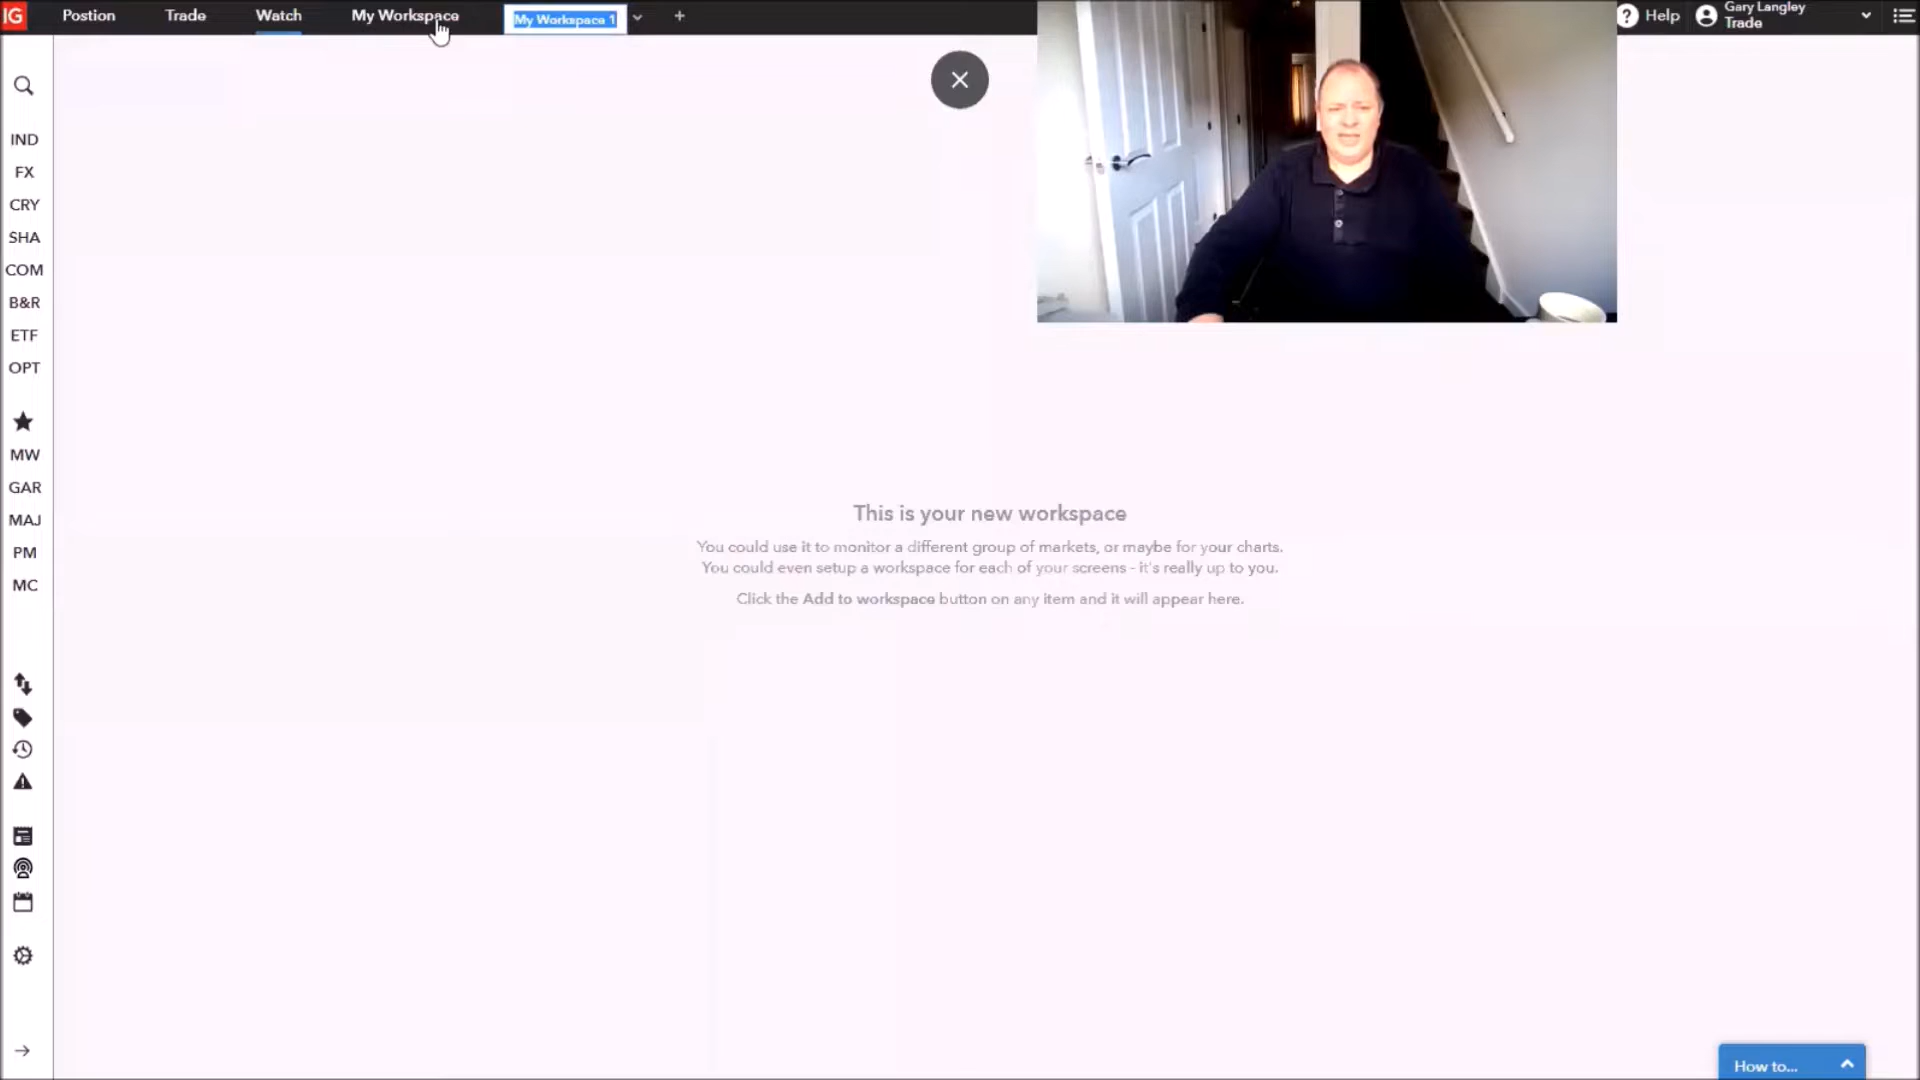 IG
Postion
Trade
Watch
My Workspace
My Workspace 1
+
? Help
Gary Langley
Trade
IND
FX
CRY
SHA
COM
B&R
ETF
OPT
MW
GAR
MAJ
PM
MC
This is your new workspace
You could use it to monitor a different group of markets, or maybe for your charts.
You could even setup a workspace for each of your screens - it's really up to you.
Click the Add to workspace button on any item and it will appear here.
How to...